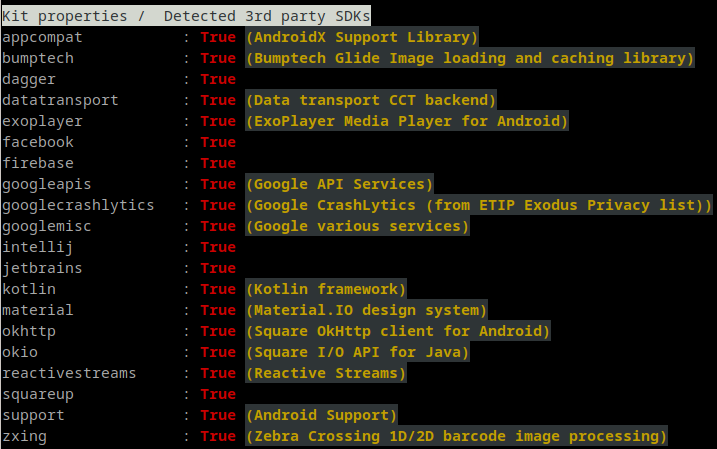 Kit properties /  Detected 3rd party SDKs
appcompat : True (AndroidX Support Library)
bumptech : True (Bumptech Glide Image loading and caching library)
dagger : True
datatransport : True (Data transport CCT backend)
exoplayer : True (ExoPlayer Media Player for Android)
facebook : True
firebase : True
googleapis : True (Google API Services)
googlecrashlytics : True (Google CrashLytics (from ETIP Exodus Privacy list))
googlemisc : True (Google various services)
intellij : True
jetbrains : True
kotlin : True (Kotlin framework)
material : True (Material.IO design system)
okhttp : True (Square OkHttp client for Android)
okio : True (Square I/O API for Java)
reactivestreams : True (Reactive Streams)
squareup : True
support : True (Android Support)
zxing : True (Zebra Crossing 1D/2D barcode image processing)